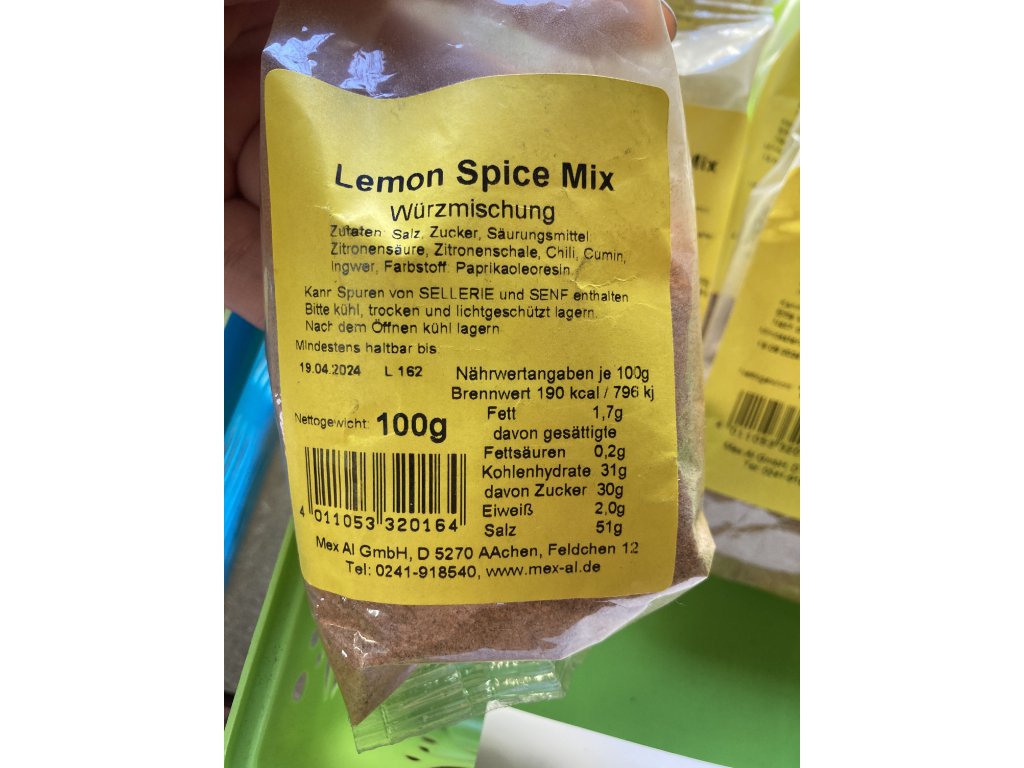 Lemon Spice Mix
Würzmischung
Zutaten: Salz, Zucker, Säurungsmittel:
Zitronensäure, Zitronenschale, Chili, Cumin,
Ingwer, Farbstoff: Paprikaoleoresin.
Kann Spuren von SELLERIE und SENF enthalten
Bitte kühl, trocken und lichtgeschützt lagern.
Nach dem Öffnen kühl lagern
Mindestens haltbar bis
19.04.2024 L 162
Nährwertangaben je 100g
Brennwert 190 kcal / 796 kj
Fett 1,7g
davon gesättigte
Fettsäuren 0,2g
Kohlenhydrate 31g
davon Zucker 30g
Eiweiß 2,0g
Salz 51g
Nettogewicht: 100g
4 011053 320164
Mex Al GmbH, D 5270 AAchen, Feldchen 12
Tel: 0241-918540, www.mex-al.de
Mix